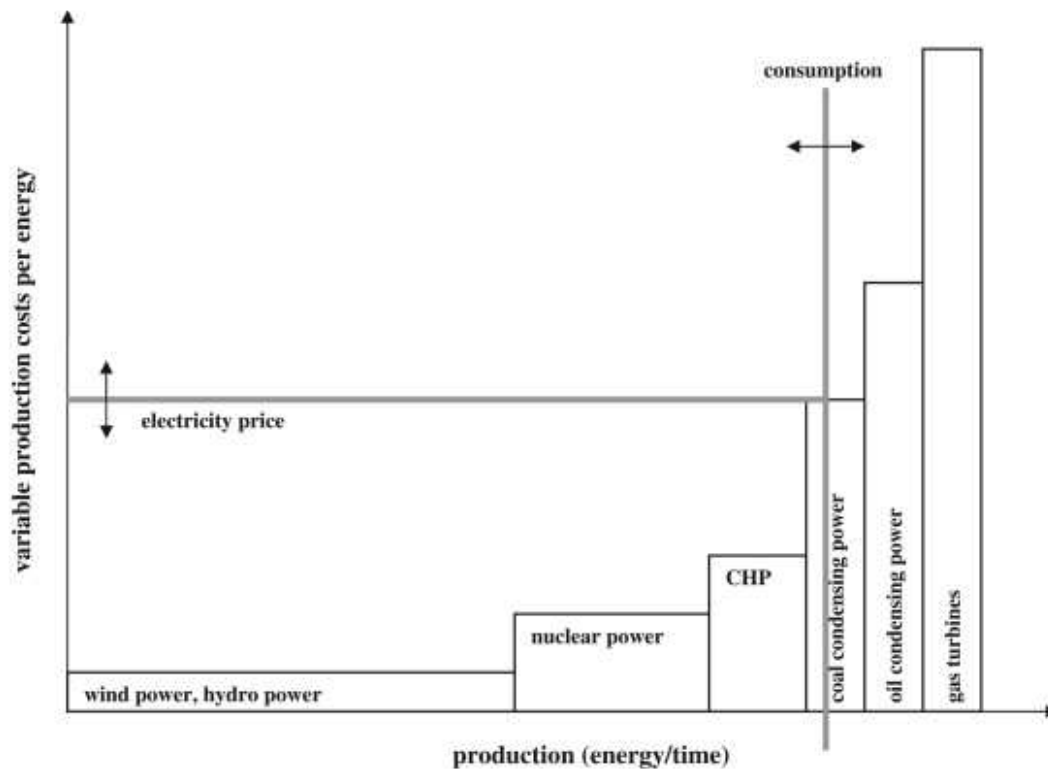 consumption
variable production costs per energy
electricity price
wind power, hydro power
nuclear power
CHP
coal condensing power
oil condensing power
gas turbines
production (energy/time)